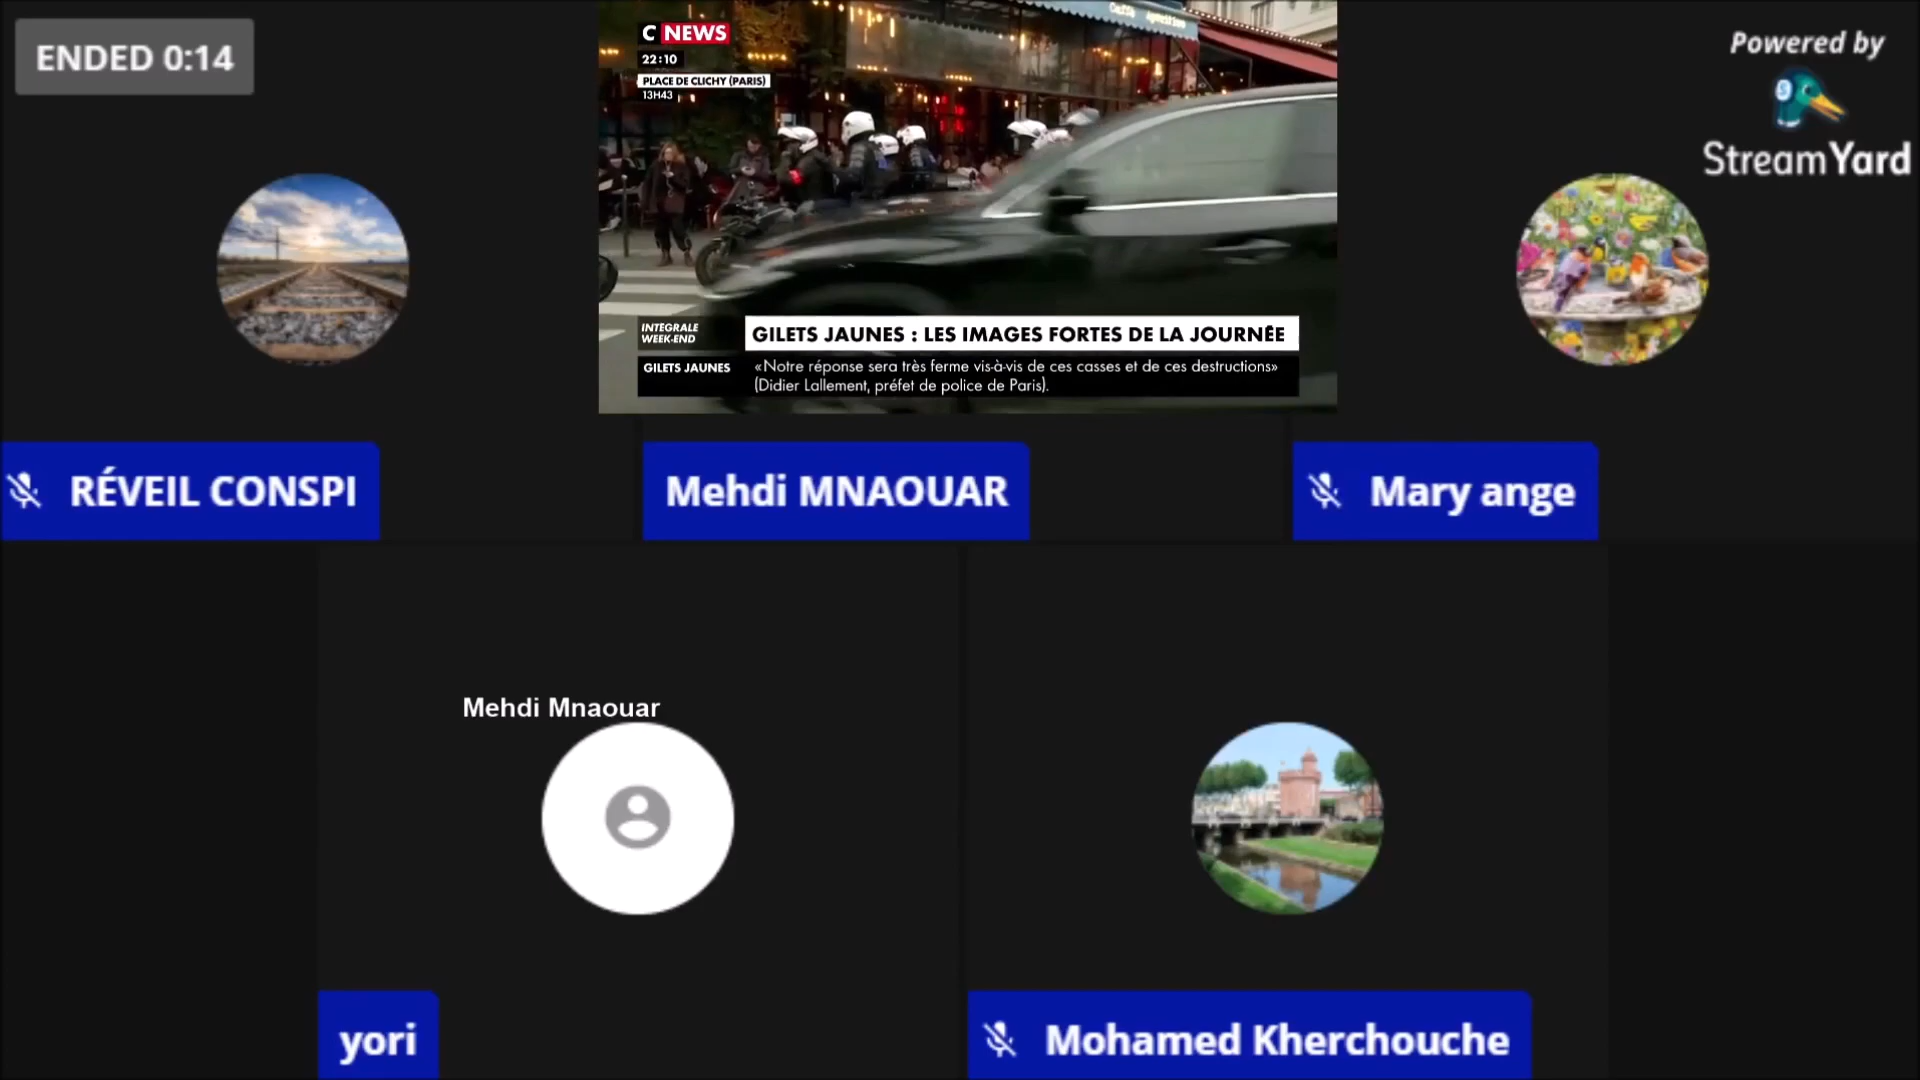 ENDED 0:14
C NEWS
22:10
PLACE DE CLICHY (PARIS)
13H43
Caffè Aperitivo
Powered by
StreamYard
INTÉGRALE
WEEK-END
GILETS JAUNES : LES IMAGES FORTES DE LA JOURNÉE
GILETS JAUNES
«Notre réponse sera très ferme vis-à-vis de ces casses et de ces destructions»
(Didier Lallement, préfet de police de Paris).
RÉVEIL CONSPI
Mehdi MNAOUAR
Mary ange
Mehdi Mnaouar
yori
Mohamed Kherchouche